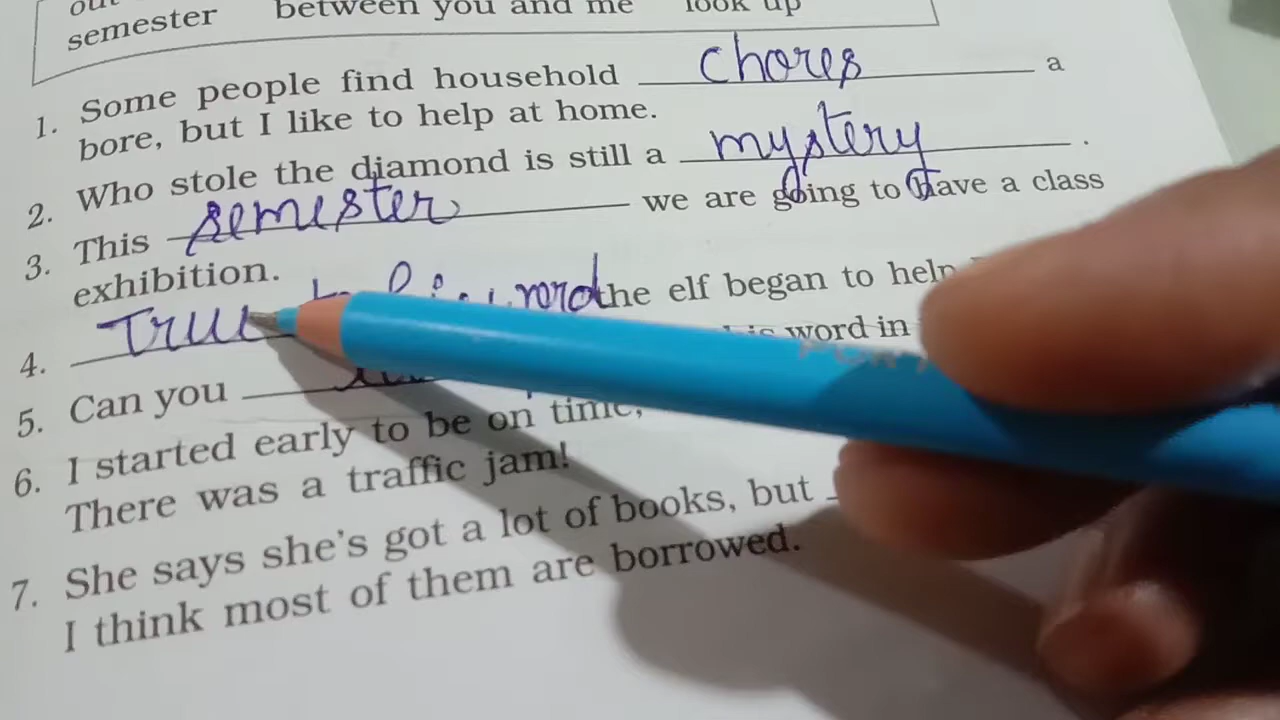 semester between you and me look up
1. Some people find household chores a
bore, but I like to help at home.
2. Who stole the diamond is still a mystery .
3. This semester we are going to have a class
exhibition.
4. True to his word the elf began to help
5. Can you word in
6. I started early to be on time,
There was a traffic jam!
7. She says she's got a lot of books, but
I think most of them are borrowed.